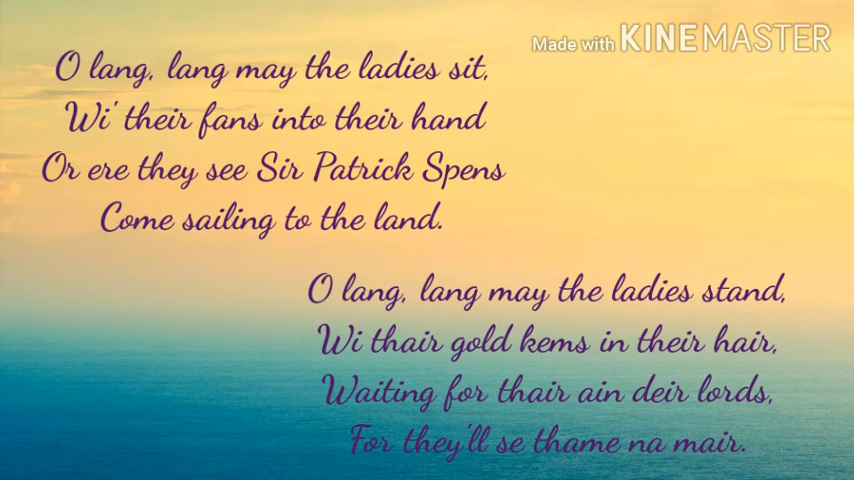 Made with KINEMASTER
O lang, lang may the ladies sit,
Wi' their fans into their hand
Or ere they see Sir Patrick Spens
Come sailing to the land.
O lang, lang may the ladies stand,
Wi thair gold kems in their hair,
Waiting for thair ain deir lords,
For they'll se thame na mair.